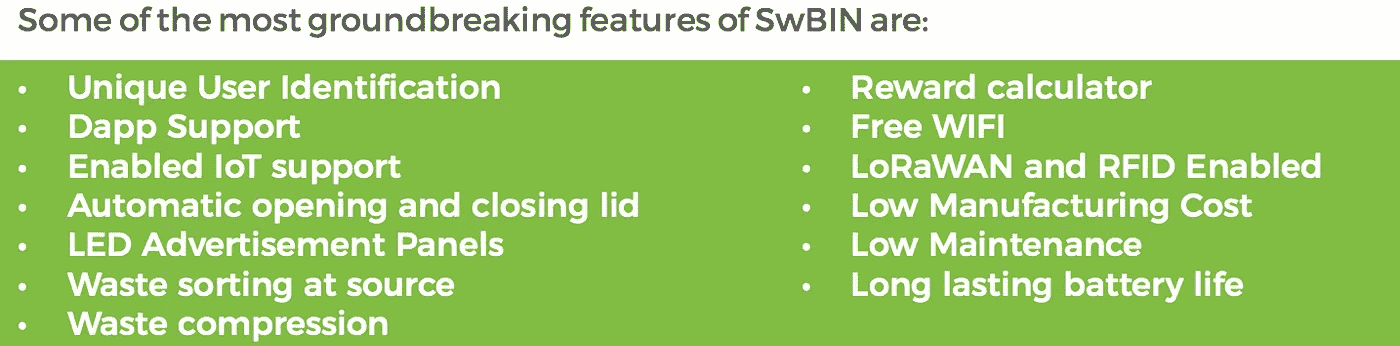 Some of the most groundbreaking features of SwBIN are:
• Unique User Identification
• Dapp Support
• Enabled IoT support
• Automatic opening and closing lid
• LED Advertisement Panels
• Waste sorting at source
• Waste compression
• Reward calculator
• Free WIFI
• LoRaWAN and RFID Enabled
• Low Manufacturing Cost
• Low Maintenance
• Long lasting battery life